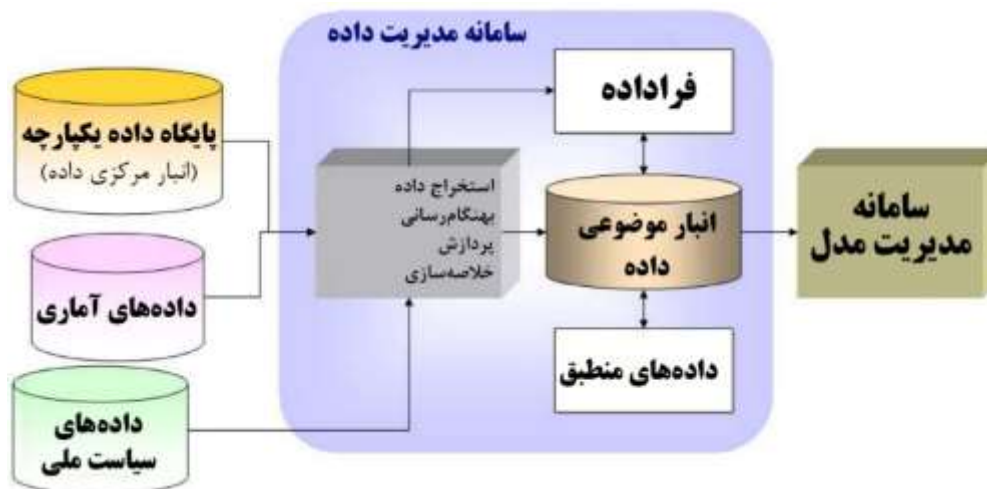 سامانه مدیریت داده
فراداده
پایگاه داده یکپارچه
(انبار مرکزی داده)
استخراج داده
بهنگام‌رسانی
پردازش
خلاصه‌سازی
انبار موضوعی
داده
سامانه
مدیریت مدل
داده‌های آماری
داده‌های منطبق
داده‌های
سیاست ملی